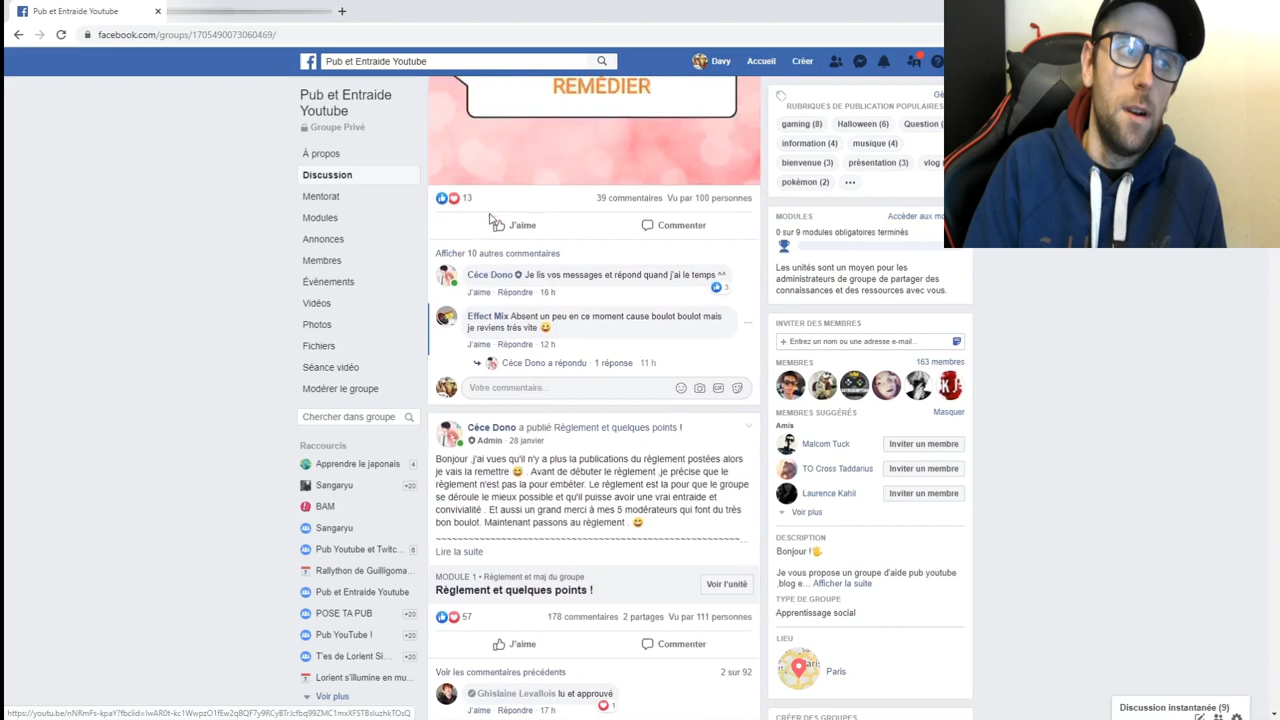 Pub et Entraide Youtube
facebook.com/groups/1705490073060469/
Pub et Entraide Youtube
Davy
Accueil
Créer
Pub et Entraide
Youtube
Groupe Privé
À propos
Discussion
Mentorat
Modules
Annonces
Membres
Évènements
Vidéos
Photos
Fichiers
Séance vidéo
Modérer le groupe
Chercher dans groupe
Raccourcis
Apprendre le japonais 4
Sangaryu +20
BAM
Sangaryu
Pub Youtube et Twitc... 6
Rallython de Guilligoma...
Pub et Entraide Youtube
POSE TA PUB +20
Pub YouTube ! +20
T'es de Lorient Si... +20
Lorient s'illumine en mu...
Voir plus
REMÉDIER
13
39 commentaires Vu par 100 personnes
J'aime
Commenter
Afficher 10 autres commentaires
Céce Dono Je lis vos messages et répond quand j'ai le temps ^^
3
J'aime · Répondre · 16 h
Effect Mix Absent un peu en ce moment cause boulot boulot mais
je reviens très vite 😀
J'aime · Répondre · 12 h
Céce Dono a répondu · 1 réponse 11 h
Votre commentaire...
GIF
Céce Dono a publié Règlement et quelques points !
Admin · 28 janvier
Bonjour ,j'ai vues qu'il n'y a plus la publications du règlement postées alors
je vais la remettre 😀 . Avant de débuter le règlement ,je précise que le
règlement n'est pas la pour embéter. Le règlement est la pour que le groupe
se déroule le mieux possible et qu'il puisse avoir une vrai entraide et
convivialité . Et aussi un grand merci à mes 5 modérateurs qui font du très
bon boulot. Maintenant passons au règlement . 😀
Lire la suite
MODULE 1 • Règlement et maj du groupe
Règlement et quelques points !
Voir l'unité
57
178 commentaires 2 partages Vu par 111 personnes
J'aime
Commenter
Voir les commentaires précédents
2 sur 92
Ghislaine Levallois lu et approuvé
1
J'aime · Répondre · 17 h
RUBRIQUES DE PUBLICATION POPULAIRES
gaming (8)
Halloween (6)
Question
information (4)
musique (4)
bienvenue (3)
présentation (3)
vlog
pokémon (2)
MODULES
0 sur 9 modules obligatoires terminés
Les unités sont un moyen pour les
administrateurs de groupe de partager des
connaissances et des ressources avec vous.
INVITER DES MEMBRES
+ Entrez un nom ou une adresse e-mail...
MEMBRES
163 membres
MEMBRES SUGGÉRÉS
Masquer
Amis
Malcom Tuck
Inviter un membre
TO Cross Taddarius
Inviter un membre
Laurence Kahil
Inviter un membre
Voir plus
DESCRIPTION
Bonjour !
Je vous propose un groupe d'aide pub youtube
,blog e... Afficher la suite
TYPE DE GROUPE
Apprentissage social
LIEU
Paris
Discussion instantanée (9)